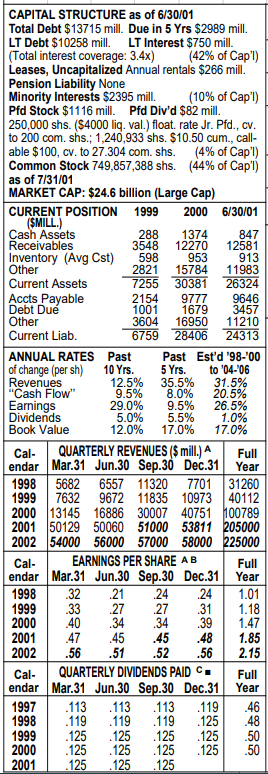 CAPITAL STRUCTURE as of 6/30/01
Total Debt $13715 mill. Due in 5 Yrs $2989 mill.
LT Debt $10258 mill. LT Interest $750 mill.
(Total interest coverage: 3.4x) (42% of Cap'l)
Leases, Uncapitalized Annual rentals $266 mill.
Pension Liability None
Minority Interests $2395 mill. (10% of Cap'l)
Pfd Stock $1116 mill. Pfd Div'd $82 mill.
250,000 shs. ($4000 liq. val.) float. rate Jr. Pfd., cv.
to 200 com. shs.; 1,240,933 shs. $10.50 cum., call-
able $100, cv. to 27.304 com. shs. (4% of Cap'l)
Common Stock 749,857,388 shs. (44% of Cap'l)
as of 7/31/01
MARKET CAP: $24.6 billion (Large Cap)
CURRENT POSITION 1999 2000 6/30/01
($MILL.)
Cash Assets 288 1374 847
Receivables 3548 12270 12581
Inventory (Avg Cst) 598 953 913
Other 2821 15784 11983
Current Assets 7255 30381 26324
Accts Payable 2154 9777 9646
Debt Due 1001 1679 3457
Other 3604 16950 11210
Current Liab. 6759 28406 24313
ANNUAL RATES Past Past Est'd '98-'00
of change (per sh) 10 Yrs. 5 Yrs. to '04-'06
Revenues 12.5% 35.5% 31.5%
"Cash Flow" 9.5% 8.0% 20.5%
Earnings 29.0% 9.5% 26.5%
Dividends 5.0% 5.5% 1.0%
Book Value 12.0% 17.0% 17.0%
Cal- QUARTERLY REVENUES ($ mill.) A Full
endar Mar.31 Jun.30 Sep.30 Dec.31 Year
1998 5682 6557 11320 7701 31260
1999 7632 9672 11835 10973 40112
2000 13145 16886 30007 40751 100789
2001 50129 50060 51000 53811 205000
2002 54000 56000 57000 58000 225000
Cal- EARNINGS PER SHARE A B Full
endar Mar.31 Jun.30 Sep.30 Dec.31 Year
1998 .32 .21 .24 .24 1.01
1999 .33 .27 .27 .31 1.18
2000 .40 .34 .34 .39 1.47
2001 .47 .45 .45 .48 1.85
2002 .56 .51 .52 .56 2.15
Cal- QUARTERLY DIVIDENDS PAID C ■ Full
endar Mar.31 Jun.30 Sep.30 Dec.31 Year
1997 .113 .113 .113 .119 .46
1998 .119 .119 .119 .125 .48
1999 .125 .125 .125 .125 .50
2000 .125 .125 .125 .125 .50
2001 .125 .125 .125